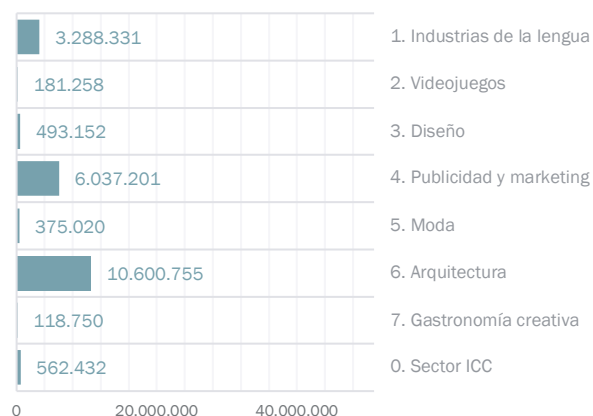 3.288.331 1. Industrias de la lengua
181.258 2. Videojuegos
493.152 3. Diseño
6.037.201 4. Publicidad y marketing
375.020 5. Moda
10.600.755 6. Arquitectura
118.750 7. Gastronomía creativa
562.432 0. Sector ICC
0 20.000.000 40.000.000